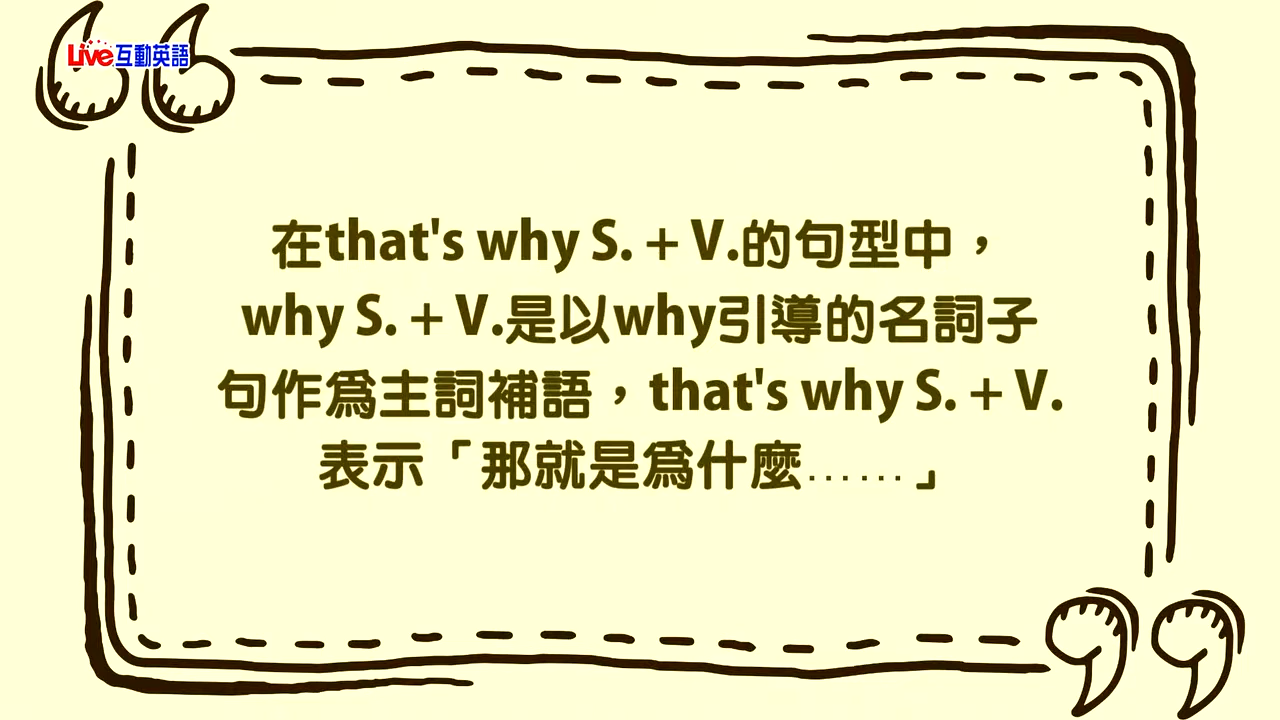 Live互動英語
在that's why S. + V.的句型中，
why S. + V.是以why引導的名詞子
句作為主詞補語，that's why S. + V.
表示「那就是為什麼……」